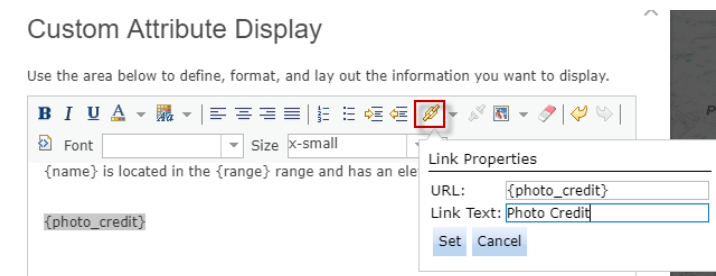 Custom Attribute Display
Use the area below to define, format, and lay out the information you want to display.
B I U A
Font Size x-small
{name} is located in the {range} range and has an ele
{photo_credit}
Link Properties
URL: {photo_credit}
Link Text: Photo Credit
Set Cancel
P